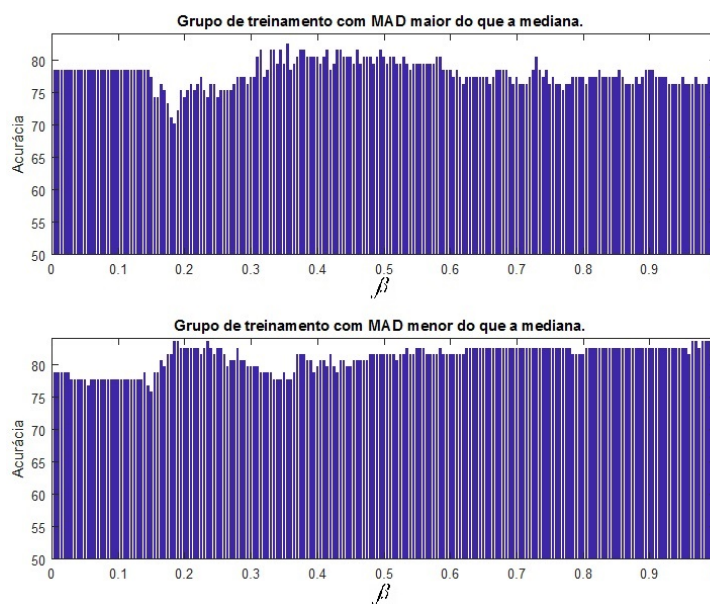 Grupo de treinamento com MAD maior do que a mediana.
Acurácia
80
75
70
65
60
55
50
0 0.1 0.2 0.3 0.4 0.5 0.6 0.7 0.8 0.9
β
Grupo de treinamento com MAD menor do que a mediana.
Acurácia
80
75
70
65
60
55
50
0 0.1 0.2 0.3 0.4 0.5 0.6 0.7 0.8 0.9
β